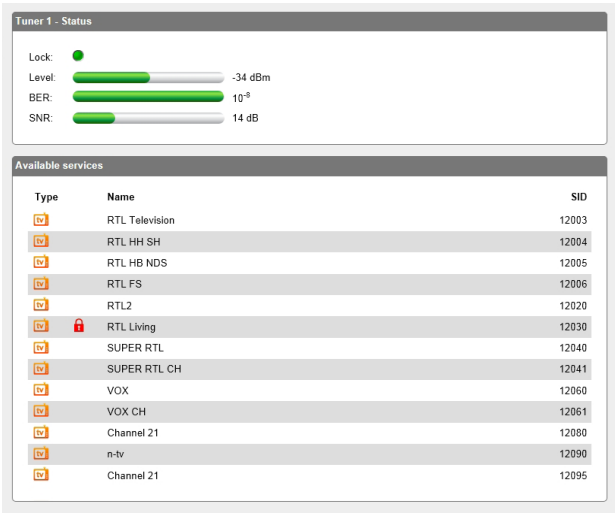 Tuner 1 - Status
Lock:
Level: -34 dBm
BER: 10⁻⁸
SNR: 14 dB
Available services
Type Name SID
tv RTL Television 12003
tv RTL HH SH 12004
tv RTL HB NDS 12005
tv RTL FS 12006
tv RTL2 12020
tv RTL Living 12030
tv SUPER RTL 12040
tv SUPER RTL CH 12041
tv VOX 12060
tv VOX CH 12061
tv Channel 21 12080
tv n-tv 12090
tv Channel 21 12095